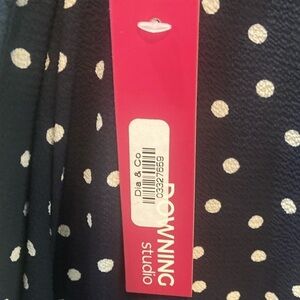 Dia & Co
03327659
DOWNING
studio